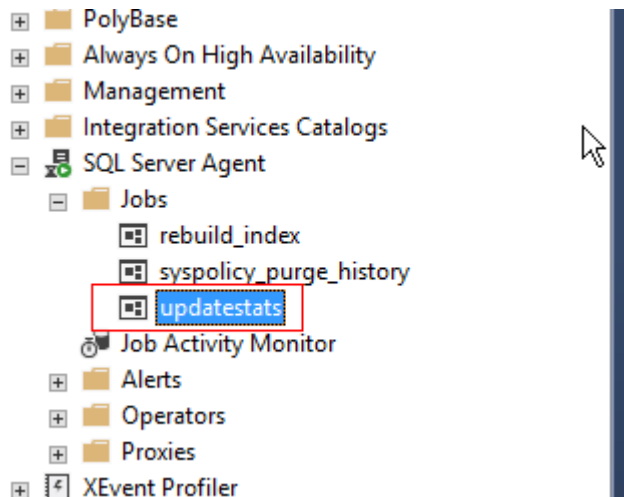 PolyBase
Always On High Availability
Management
Integration Services Catalogs
SQL Server Agent
Jobs
rebuild_index
syspolicy_purge_history
updatestats
Job Activity Monitor
Alerts
Operators
Proxies
XEvent Profiler